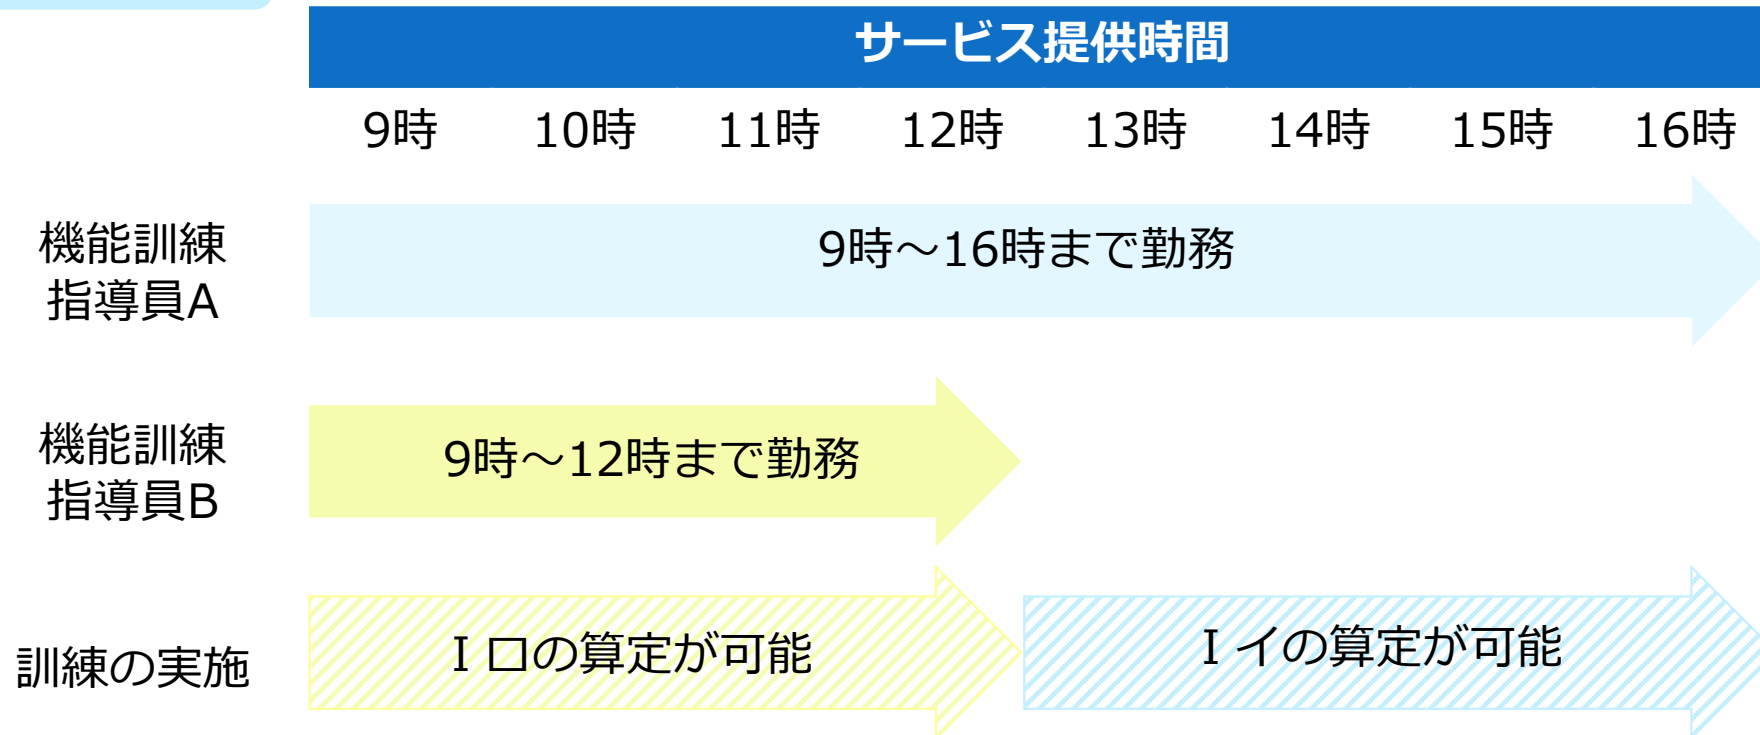 サービス提供時間
9時 10時 11時 12時 13時 14時 15時 16時
機能訓練
指導員A
9時～16時まで勤務
機能訓練
指導員B
9時～12時まで勤務
訓練の実施
Ⅰロの算定が可能
Ⅰイの算定が可能